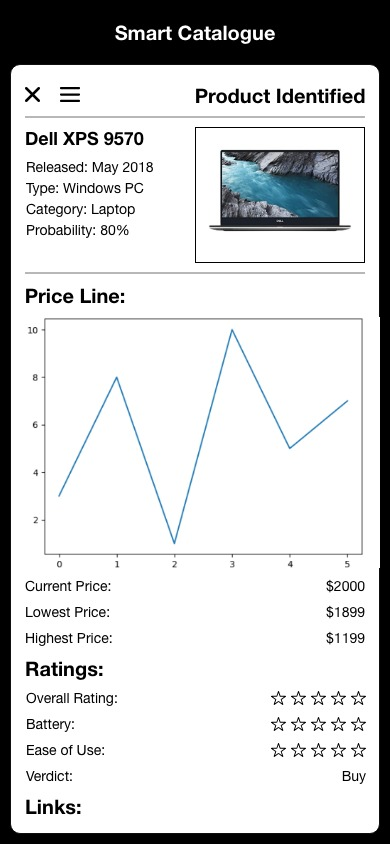 Smart Catalogue
Product Identified
Dell XPS 9570
Released: May 2018
Type: Windows PC
Category: Laptop
Probability: 80%
DELL
Price Line:
10
8
6
4
2
0 1 2 3 4 5
Current Price: $2000
Lowest Price: $1899
Highest Price: $1199
Ratings:
Overall Rating:
Battery:
Ease of Use:
Verdict: Buy
Links: